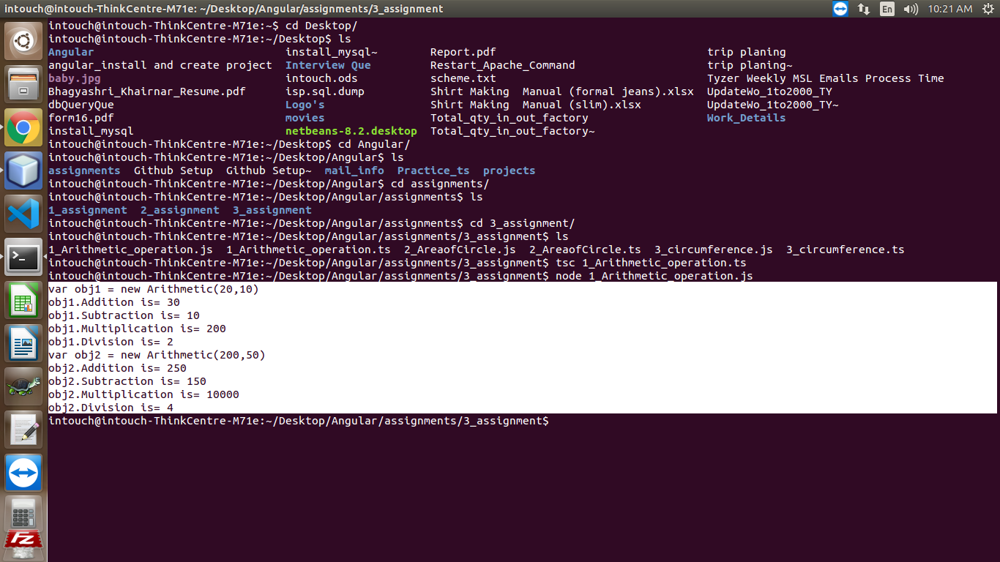 intouch@intouch-ThinkCentre-M71e: ~/Desktop/Angular/assignments/3_assignment En 10:21 AM
intouch@intouch-ThinkCentre-M71e:~$ cd Desktop/
intouch@intouch-ThinkCentre-M71e:~/Desktop$ ls
Angular install_mysql~ Report.pdf trip planing
angular_install and create project Interview Que Restart_Apache_Command trip planing~
baby.jpg intouch.ods scheme.txt Tyzer Weekly MSL Emails Process Time
Bhagyashri_Khairnar_Resume.pdf isp.sql.dump Shirt Making  Manual (formal jeans).xlsx UpdateWo_1to2000_TY
dbQueryQue Logo's Shirt Making  Manual (slim).xlsx UpdateWo_1to2000_TY~
form16.pdf movies Total_qty_in_out_factory Work_Details
install_mysql netbeans-8.2.desktop Total_qty_in_out_factory~
intouch@intouch-ThinkCentre-M71e:~/Desktop$ cd Angular/
intouch@intouch-ThinkCentre-M71e:~/Desktop/Angular$ ls
assignments Github Setup Github Setup~ mail_info Practice_ts projects
intouch@intouch-ThinkCentre-M71e:~/Desktop/Angular$ cd assignments/
intouch@intouch-ThinkCentre-M71e:~/Desktop/Angular/assignments$ ls
1_assignment 2_assignment 3_assignment
intouch@intouch-ThinkCentre-M71e:~/Desktop/Angular/assignments$ cd 3_assignment/
intouch@intouch-ThinkCentre-M71e:~/Desktop/Angular/assignments/3_assignment$ ls
1_Arithmetic_operation.js 1_Arithmetic_operation.ts 2_AreaofCircle.js 2_AreaofCircle.ts 3_circumference.js 3_circumference.ts
intouch@intouch-ThinkCentre-M71e:~/Desktop/Angular/assignments/3_assignment$ tsc 1_Arithmetic_operation.ts
intouch@intouch-ThinkCentre-M71e:~/Desktop/Angular/assignments/3_assignment$ node 1_Arithmetic_operation.js
var obj1 = new Arithmetic(20,10)
obj1.Addition is= 30
obj1.Subtraction is= 10
obj1.Multiplication is= 200
obj1.Division is= 2
var obj2 = new Arithmetic(200,50)
obj2.Addition is= 250
obj2.Subtraction is= 150
obj2.Multiplication is= 10000
obj2.Division is= 4
intouch@intouch-ThinkCentre-M71e:~/Desktop/Angular/assignments/3_assignment$
FZ